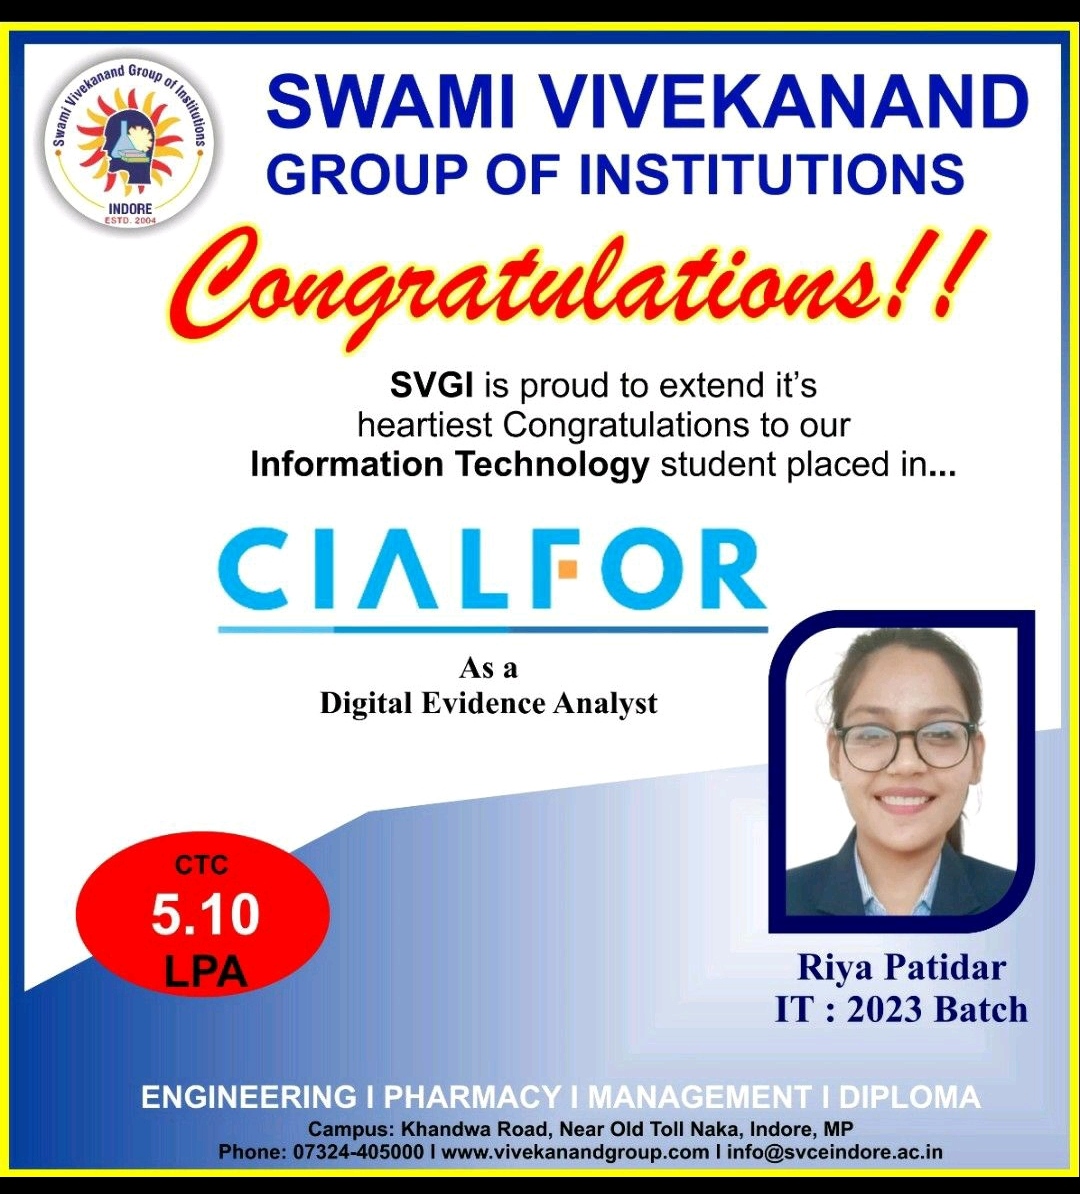 Swami Vivekanand Group of Institutions
INDORE
ESTD. 2004
SWAMI VIVEKANAND
GROUP OF INSTITUTIONS
Congratulations!!
SVGI is proud to extend it's
heartiest Congratulations to our
Information Technology student placed in...
CIALFOR
As a
Digital Evidence Analyst
CTC
5.10
LPA
Riya Patidar
IT : 2023 Batch
ENGINEERING I PHARMACY I MANAGEMENT I DIPLOMA
Campus: Khandwa Road, Near Old Toll Naka, Indore, MP
Phone: 07324-405000 I www.vivekanandgroup.com I info@svceindore.ac.in